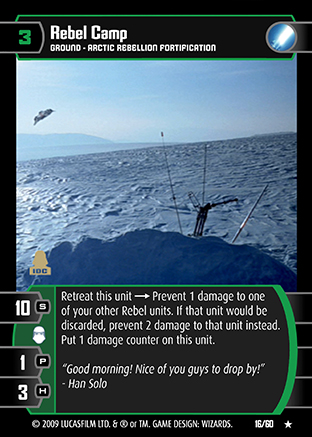 3
Rebel Camp
GROUND - ARCTIC REBELLION FORTIFICATION
IDC
10 S
1 P
3 H
Retreat this unit → Prevent 1 damage to one
of your other Rebel units. If that unit would be
discarded, prevent 2 damage to that unit instead.
Put 1 damage counter on this unit.
“Good morning! Nice of you guys to drop by!”
- Han Solo
© 2009 LUCASFILM LTD. & ® or TM. GAME DESIGN: WIZARDS.
16/60